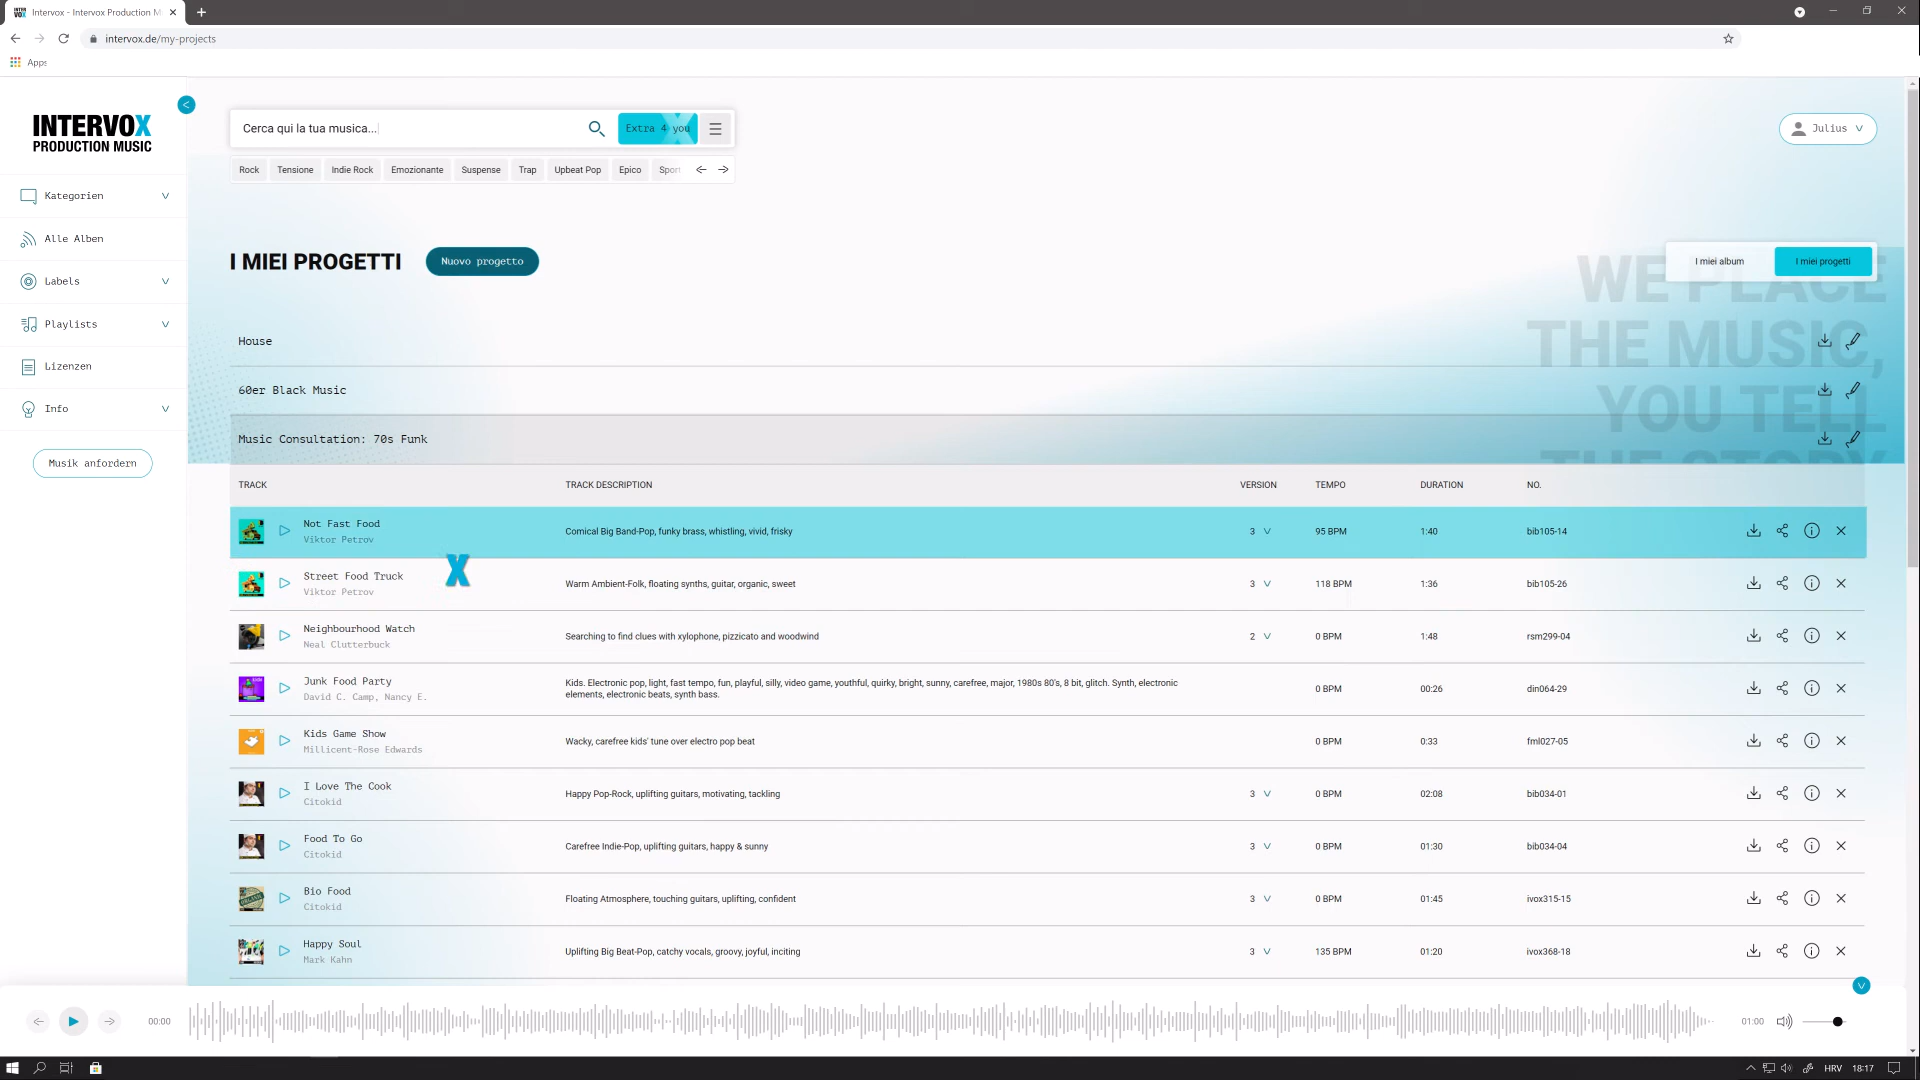 Intervox - Intervox Production M
intervox.de/my-projects
Apps
INTERVOX
PRODUCTION MUSIC
Kategorien
Alle Alben
Labels
Playlists
Lizenzen
Info
Musik anfordern
Cerca qui la tua musica...
Extra 4 you
Julius
Rock Tensione Indie Rock Emozionante Suspense Trap Upbeat Pop Epico Sport
I MIEI PROGETTI
Nuovo progetto
I miei album
I miei progetti
WE PLACE
THE MUSIC,
YOU TELL
THE STORY
House
60er Black Music
Music Consultation: 70s Funk
TRACK TRACK DESCRIPTION VERSION TEMPO DURATION NO.
Not Fast Food
Viktor Petrov
Comical Big Band-Pop, funky brass, whistling, vivid, frisky 3 95 BPM 1:40 bib105-14
X
Street Food Truck
Viktor Petrov
Warm Ambient-Folk, floating synths, guitar, organic, sweet 3 118 BPM 1:36 bib105-26
Neighbourhood Watch
Neal Clutterbuck
Searching to find clues with xylophone, pizzicato and woodwind 2 0 BPM 1:48 rsm299-04
Junk Food Party
David C. Camp, Nancy E.
Kids. Electronic pop, light, fast tempo, fun, playful, silly, video game, youthful, quirky, bright, sunny, carefree, major, 1980s 80's, 8 bit, glitch. Synth, electronic
elements, electronic beats, synth bass.
0 BPM 00:26 din064-29
Kids Game Show
Millicent-Rose Edwards
Wacky, carefree kids' tune over electro pop beat 0 BPM 0:33 fml027-05
I Love The Cook
Citokid
Happy Pop-Rock, uplifting guitars, motivating, tackling 3 0 BPM 02:08 bib034-01
Food To Go
Citokid
Carefree Indie-Pop, uplifting guitars, happy & sunny 3 0 BPM 01:30 bib034-04
Bio Food
Citokid
Floating Atmosphere, touching guitars, uplifting, confident 3 0 BPM 01:45 ivox315-15
Happy Soul
Mark Kahn
Uplifting Big Beat-Pop, catchy vocals, groovy, joyful, inciting 3 135 BPM 01:20 ivox368-18
00:00
01:00
HRV 18:17